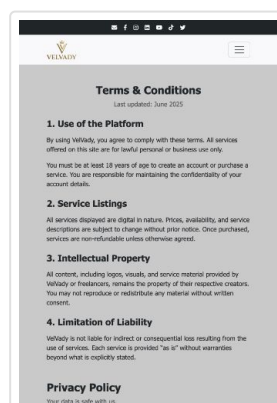 VELVADY
Terms & Conditions
Last updated: June 2025
1. Use of the Platform
By using VelVady, you agree to comply with these terms. All services
offered on this site are for lawful personal or business use only.
You must be at least 18 years of age to create an account or purchase a
service. You are responsible for maintaining the confidentiality of your
account details.
2. Service Listings
All services displayed are digital in nature. Prices, availability, and service
descriptions are subject to change without prior notice. Once purchased,
services are non-refundable unless otherwise agreed.
3. Intellectual Property
All content, including logos, visuals, and service material provided by
VelVady or freelancers, remains the property of their respective creators.
You may not reproduce or redistribute any material without written
consent.
4. Limitation of Liability
VelVady is not liable for indirect or consequential loss resulting from the
use of services. Each service is provided "as is" without warranties
beyond what is explicitly stated.
Privacy Policy
Your data is safe with us.